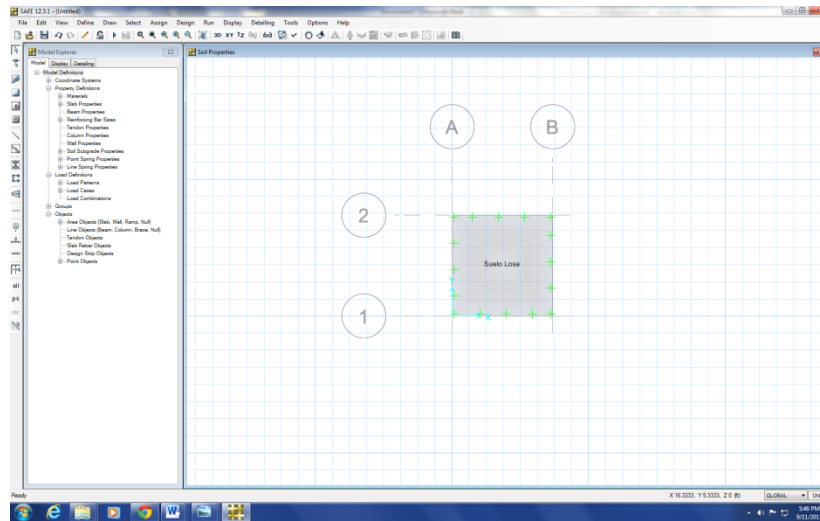 SAFE 12.3.1 - (Untitled)
File Edit View Define Draw Select Assign Design Run Display Detailing Tools Options Help
3D XY
Model Explorer
Model Display Detailing
Model Definitions
Coordinate Systems
Property Definitions
Materials
Slab Properties
Beam Properties
Reinforcing Bar Sizes
Tendon Properties
Column Properties
Wall Properties
Soil Subgrade Properties
Point Spring Properties
Line Spring Properties
Load Definitions
Load Patterns
Load Cases
Load Combinations
Groups
Objects
Area Objects (Slab, Wall, Ramp, Null)
Line Objects (Beam, Column, Brace, Null)
Tendon Objects
Slab Rebar Objects
Design Strip Objects
Point Objects
all
ps
clr
Soil Properties
A B
2
Suelo Losa
Y
1
X
Ready
X 16.3333, Y 5.3333, Z 0 (ft) GLOBAL
5:46 PM